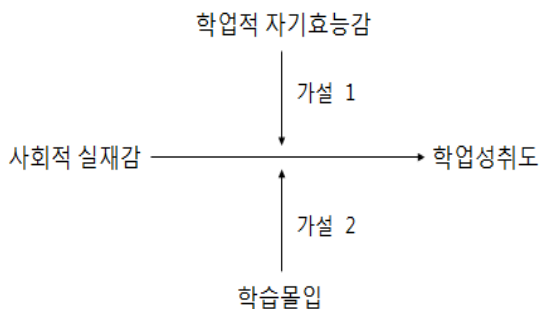 학업적 자기효능감
가설 1
사회적 실재감
학업성취도
가설 2
학습몰입